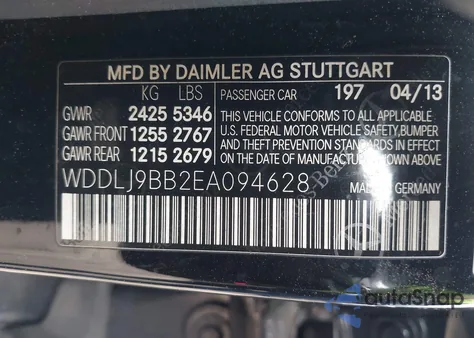 MFD BY DAIMLER AG STUTTGART
KG LBS PASSENGER CAR 197 04/13
GVWR 2425 5346
GAWR FRONT 1255 2767
GAWR REAR 1215 2679
THIS VEHICLE CONFORMS TO ALL APPLICABLE
U.S. FEDERAL MOTOR VEHICLE SAFETY,BUMPER
AND THEFT PREVENTION STANDARDS IN EFFECT
ON THE DATE OF MANUFACTURE SHOWN ABOVE.
WDDLJ9BB2EA094628
MADE IN GERMANY
autoSnap